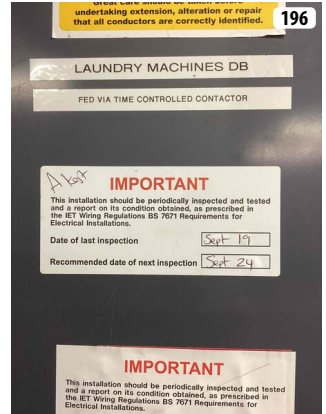 Great care should be taken before
undertaking extension, alteration or repair
that all conductors are correctly identified.
196
LAUNDRY MACHINES DB
FED VIA TIME CONTROLLED CONTACTOR
IMPORTANT
This installation should be periodically inspected and tested
and a report on its condition obtained, as prescribed in
the IET Wiring Regulations BS 7671 Requirements for
Electrical Installations.
Date of last inspection Sept 19
Recommended date of next inspection Sept 24
IMPORTANT
This installation should be periodically inspected and tested
and a report on its condition obtained, as prescribed in
the IET Wiring Regulations BS 7671 Requirements for
Electrical Installations.